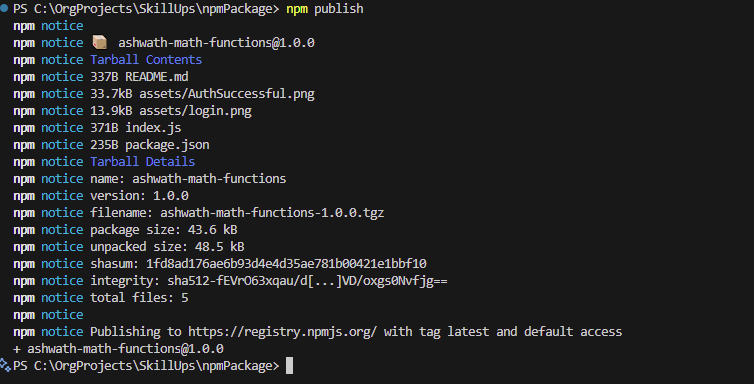 PS C:\OrgProjects\SkillUps\npmPackage> npm publish
npm notice
npm notice 📦  ashwath-math-functions@1.0.0
npm notice Tarball Contents
npm notice 337B README.md
npm notice 33.7kB assets/AuthSuccessful.png
npm notice 13.9kB assets/login.png
npm notice 371B index.js
npm notice 235B package.json
npm notice Tarball Details
npm notice name: ashwath-math-functions
npm notice version: 1.0.0
npm notice filename: ashwath-math-functions-1.0.0.tgz
npm notice package size: 43.6 kB
npm notice unpacked size: 48.5 kB
npm notice shasum: 1fd8ad176ae6b93d4e4d35ae781b00421e1bbf10
npm notice integrity: sha512-fEVrO63xqau/d[...]VD/oxgs0Nvfjg==
npm notice total files: 5
npm notice
npm notice Publishing to https://registry.npmjs.org/ with tag latest and default access
+ ashwath-math-functions@1.0.0
PS C:\OrgProjects\SkillUps\npmPackage>